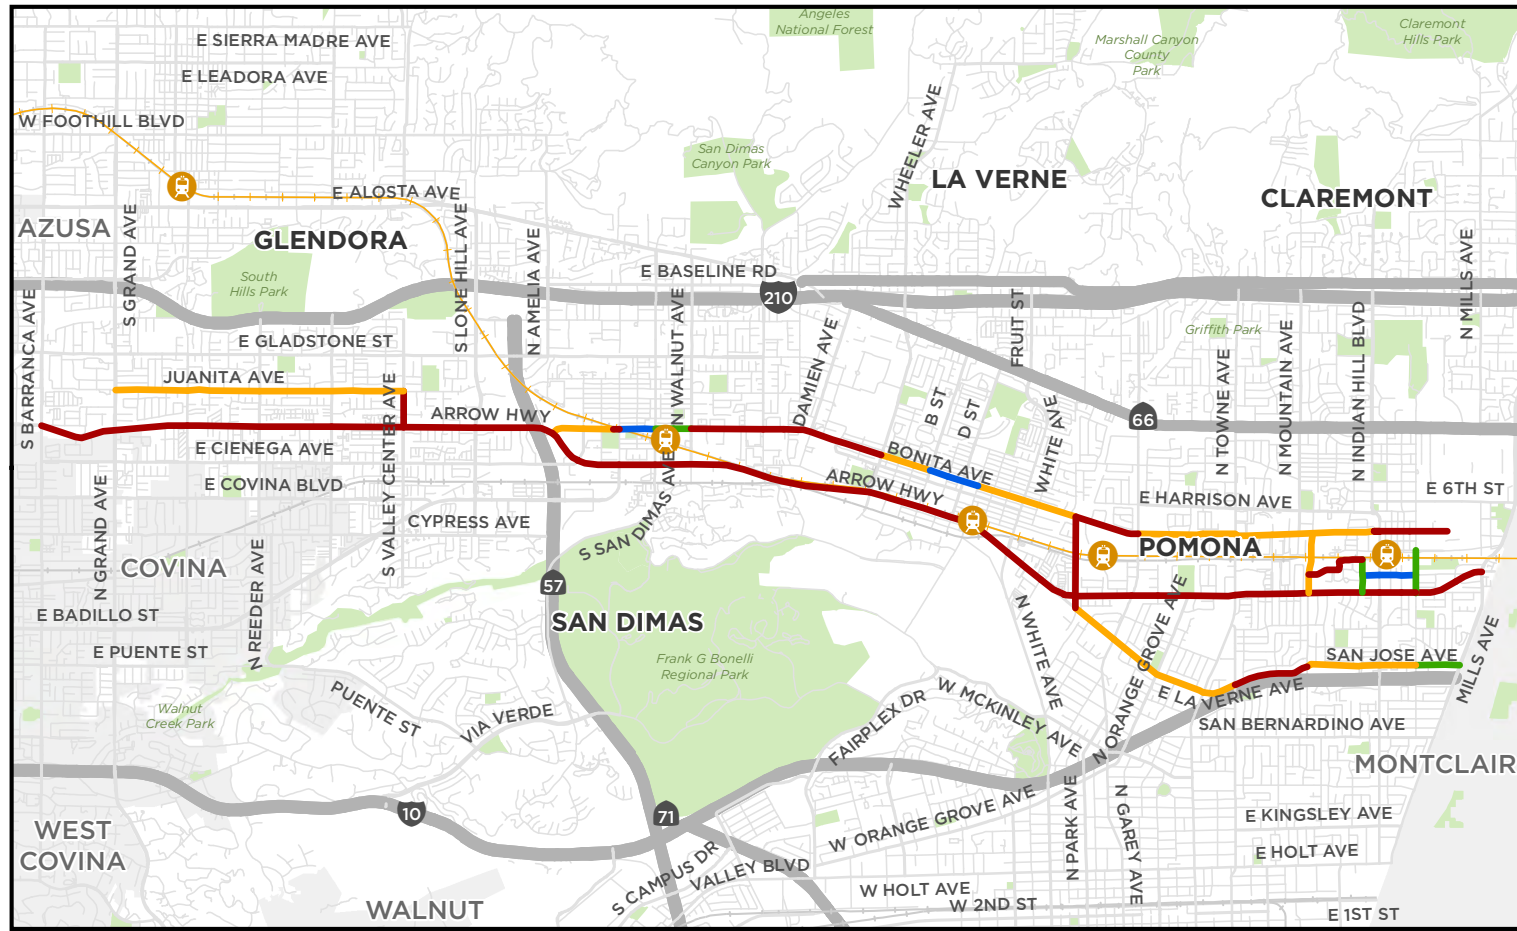 Angeles
National Forest
Claremont
Hills Park
E SIERRA MADRE AVE
Marshall Canyon
County
Park
E LEADORA AVE
W FOOTHILL BLVD
WHEELER AVE
San Dimas
Canyon Park
LA VERNE
E ALOSTA AVE
CLAREMONT
AZUSA
S GRAND AVE
GLENDORA
S LONE HILL AVE
N AMELIA AVE
N MILLS AVE
South
Hills Park
E BASELINE RD
210
S BARRANCA AVE
N WALNUT AVE
DAMIEN AVE
FRUIT ST
Griffith Park
N TOWNE AVE
N MOUNTAIN AVE
N INDIAN HILL BLVD
E GLADSTONE ST
JUANITA AVE
S VALLEY CENTER AVE
ARROW HWY
B ST
D ST
WHITE AVE
66
E CIENEGA AVE
BONITA AVE
E COVINA BLVD
ARROW HWY
E HARRISON AVE
E 6TH ST
N GRAND AVE
CYPRESS AVE
S SAN DIMAS AVE
POMONA
COVINA
N REEDER AVE
57
E BADILLO ST
SAN DIMAS
N WHITE AVE
N ORANGE GROVE AVE
E PUENTE ST
Frank G Bonelli
Regional Park
SAN JOSE AVE
MILLS AVE
Walnut
Creek Park
PUENTE ST
VIA VERDE
FAIRPLEX DR
W MCKINLEY AVE
E LA VERNE AVE
SAN BERNARDINO AVE
MONTCLAIR
10
71
W ORANGE GROVE AVE
N PARK AVE
N GAREY AVE
E KINGSLEY AVE
WEST
COVINA
E HOLT AVE
S CAMPUS DR
VALLEY BLVD
W HOLT AVE
W 2ND ST
WALNUT
E 1ST ST